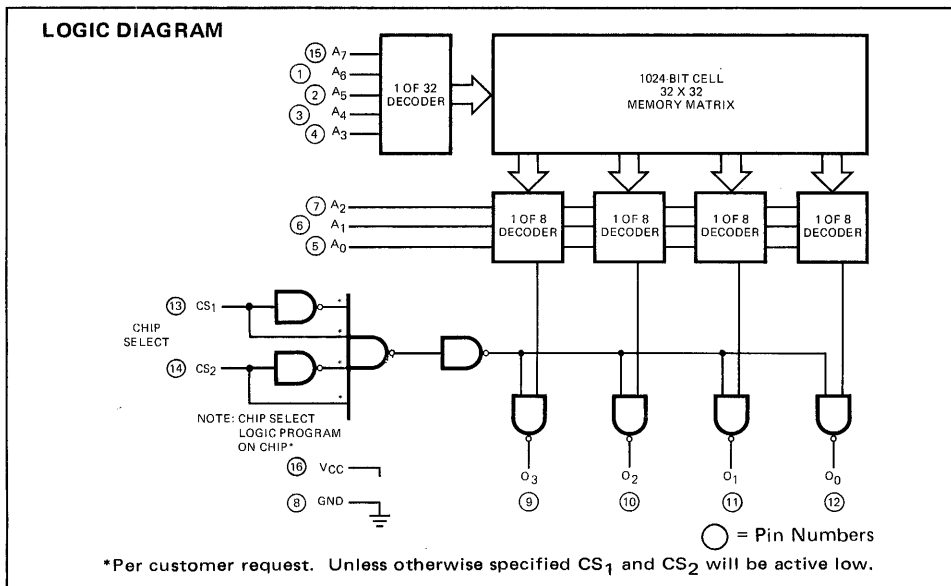 LOGIC DIAGRAM
15 A7
1 A6
2 A5
3 A4
4 A3
1 OF 32
DECODER
1024-BIT CELL
32 X 32
MEMORY MATRIX
7 A2
6 A1
5 A0
1 OF 8
DECODER
1 OF 8
DECODER
1 OF 8
DECODER
1 OF 8
DECODER
13 CS1
CHIP
SELECT
14 CS2
*
*
*
*
NOTE: CHIP SELECT
LOGIC PROGRAM
ON CHIP*
16 VCC
8 GND
O3
9
O2
10
O1
11
O0
12
= Pin Numbers
*Per customer request. Unless otherwise specified CS1 and CS2 will be active low.